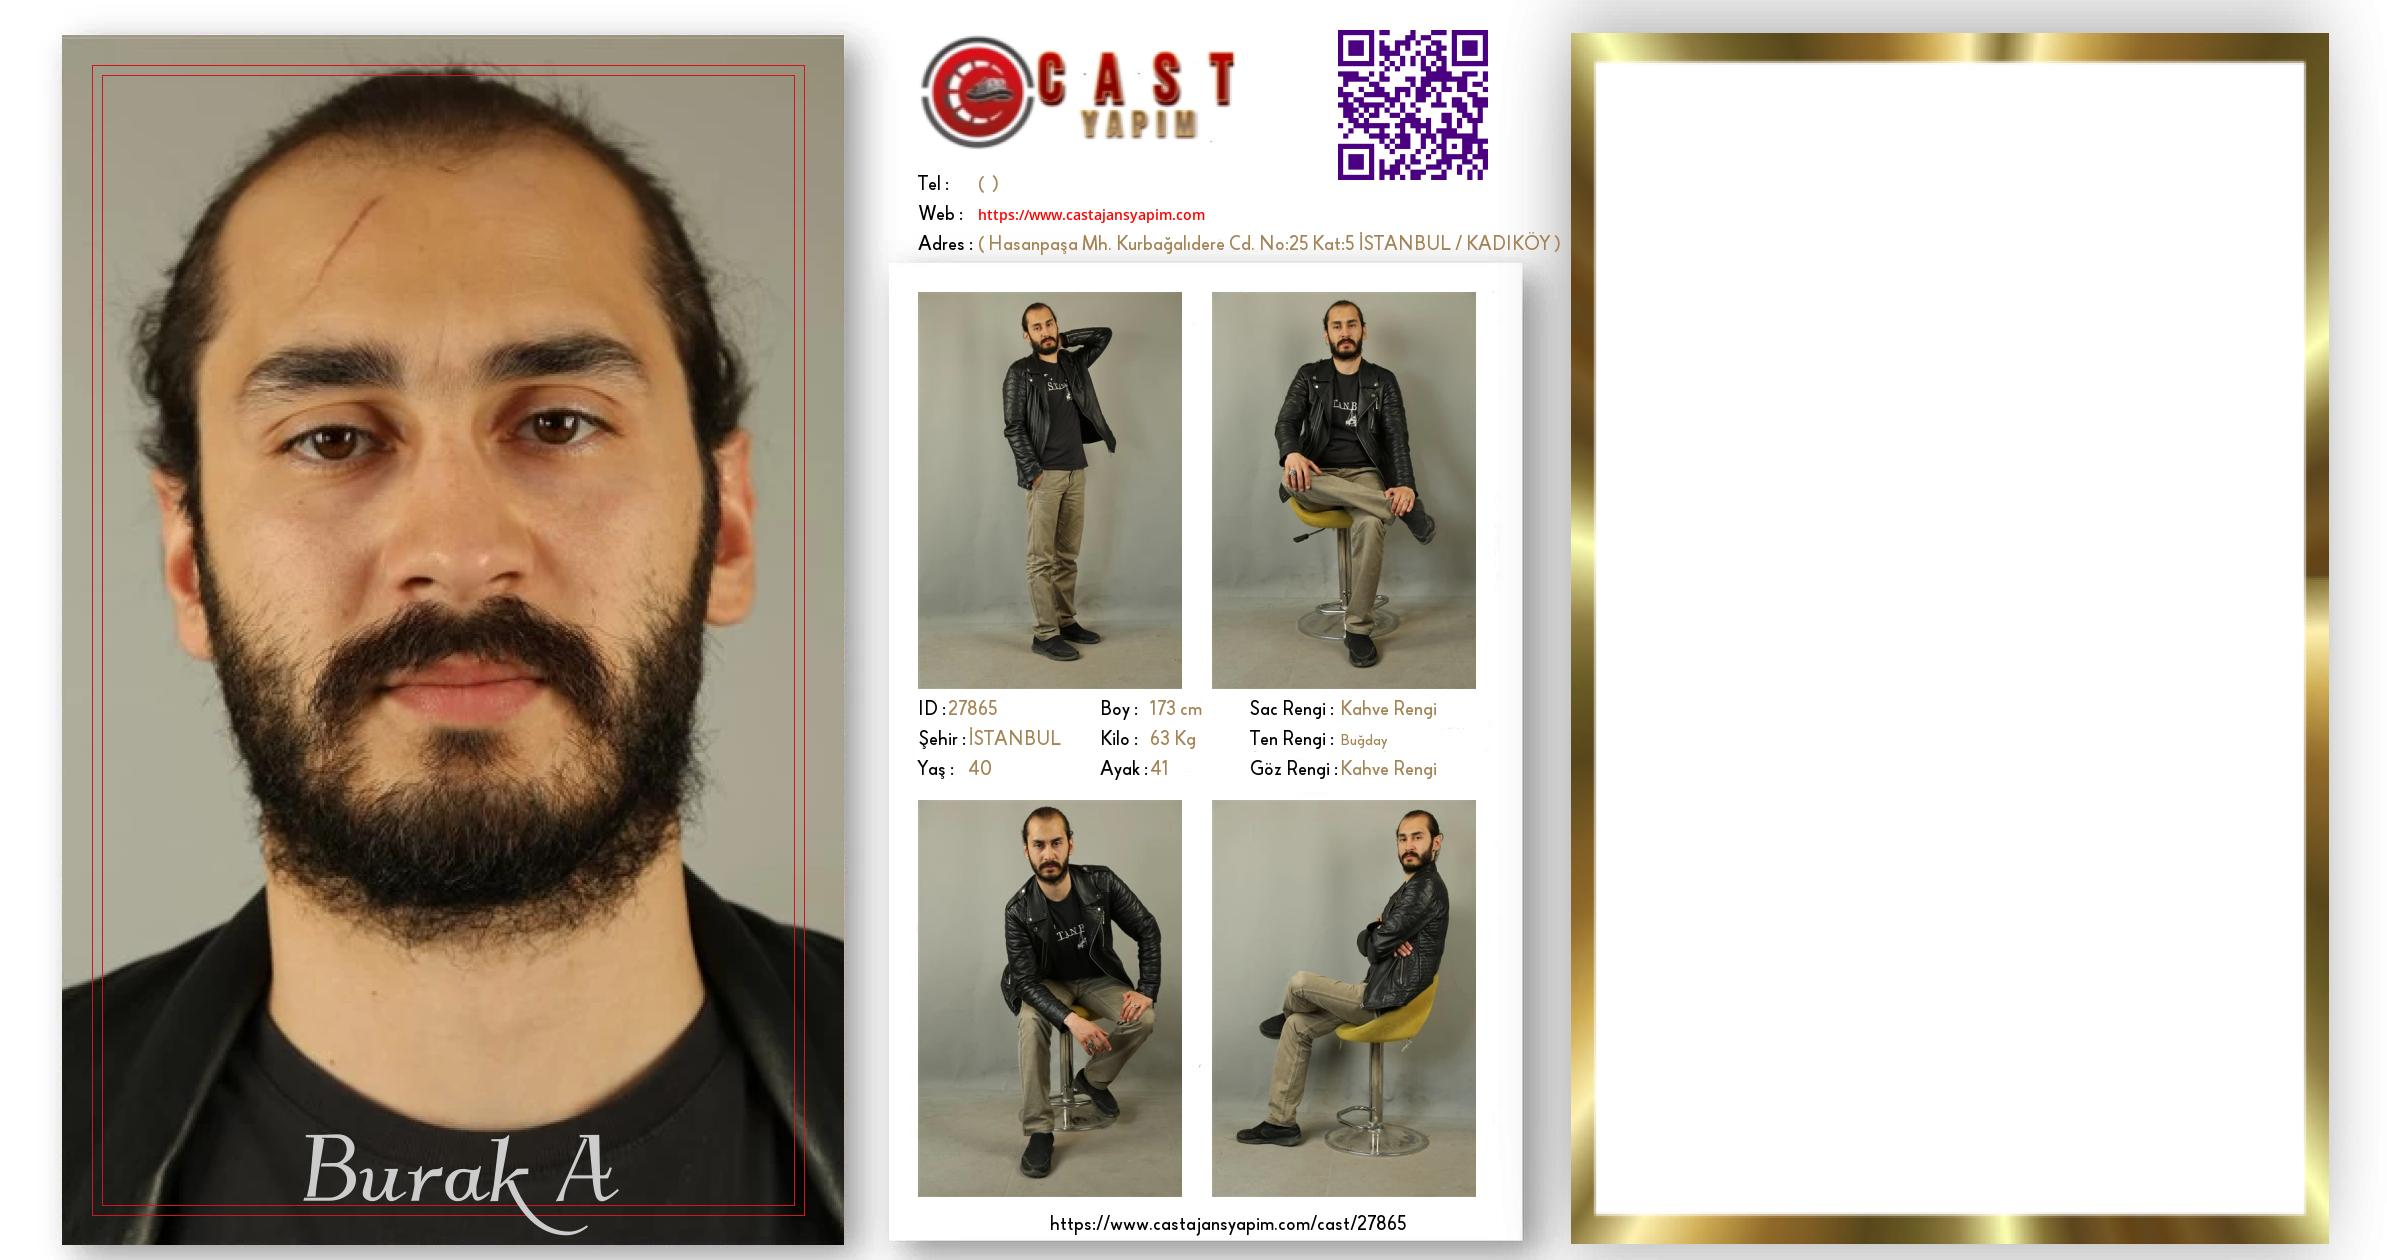 Burak A
CAST
YAPIM
Tel : ( )
Web : https://www.castajansyapim.com
Adres : ( Hasanpaşa Mh. Kurbağalıdere Cd. No:25 Kat:5 İSTANBUL / KADIKÖY )
ID : 27865 Boy : 173 cm Sac Rengi : Kahve Rengi
Şehir : İSTANBUL Kilo : 63 Kg Ten Rengi : Buğday
Yaş : 40 Ayak : 41 Göz Rengi : Kahve Rengi
https://www.castajansyapim.com/cast/27865